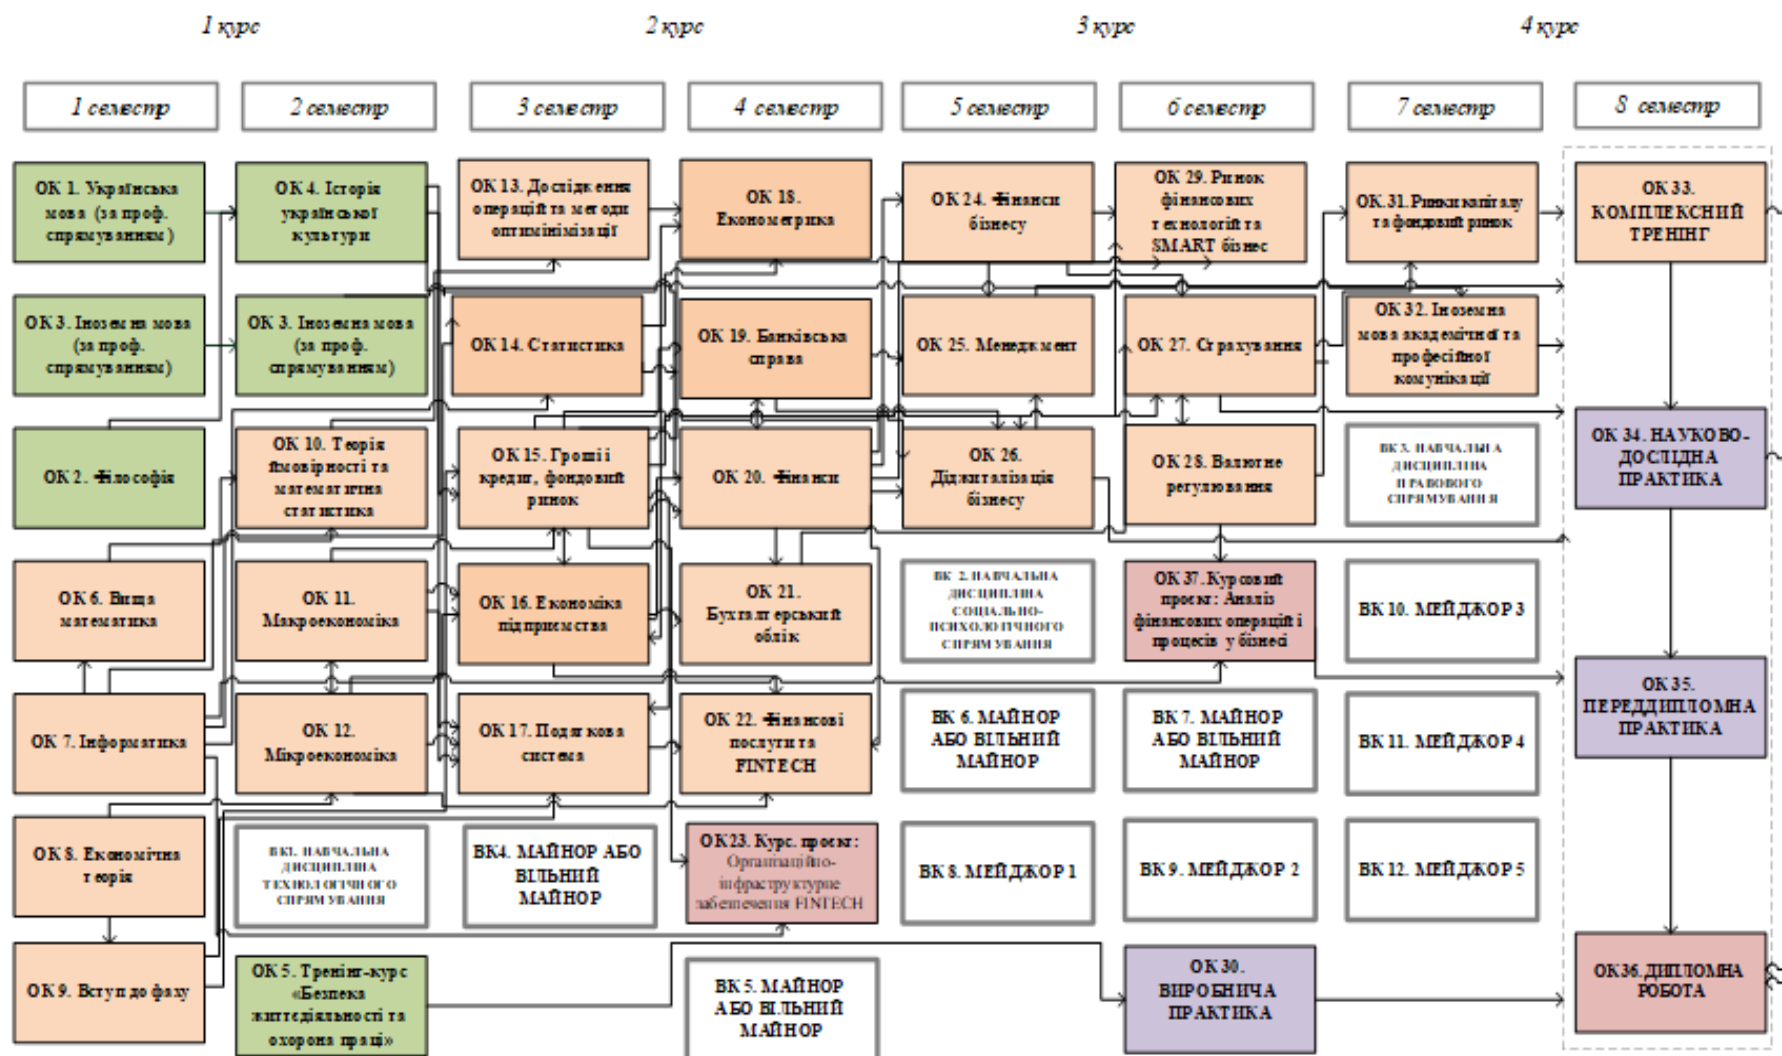 1 курс
2 курс
3 курс
4 курс
1 семестр
2 семестр
3 семестр
4 семестр
5 семестр
6 семестр
7 семестр
8 семестр
ОК 1. Українська
мова (за проф.
спрямуванням)
ОК 4. Історія
української
культури
ОК 13. Дослідження
операцій та методи
оптимінімізації
ОК 18.
Економетрика
ОК 24. Фінанси
бізнесу
ОК 29. Ринок
фінансових
технологій та
SMART бізнес
ОК 31. Ринки капіталу
та фондовий ринок
ОК 33.
КОМПЛЕКСНИЙ
ТРЕНІНГ
ОК 3. Іноземна мова
(за проф.
спрямуванням)
ОК 3. Іноземна мова
(за проф.
спрямуванням)
ОК 14. Статистика
ОК 19. Банківська
справа
ОК 25. Менеджмент
ОК 27. Страхування
ОК 32. Іноземна
мова академічної та
професійної
комунікації
ОК 2. Філософія
ОК 10. Теорія
ймовірності та
математична
статистика
ОК 15. Гроші і
кредит, фондовий
ринок
ОК 20. Фінанси
ОК 26.
Діджиталізація
бізнесу
ОК 28. Валютне
регулювання
ВК 3. НАВЧАЛЬНА
ДИСЦИПЛІНА
ПРАВОВОГО
СПРЯМУВАННЯ
ОК 34. НАУКОВО-
ДОСЛІДНА
ПРАКТИКА
ОК 6. Вища
математика
ОК 11.
Макроекономіка
ОК 16. Економіка
підприємства
ОК 21.
Бухгалтерський
облік
ВК 2. НАВЧАЛЬНА
ДИСЦИПЛІНА
СОЦІАЛЬНО-
ПСИХОЛОГІЧНОГО
СПРЯМУВАННЯ
ОК 37. Курсовий
проєкт: Аналіз
фінансових операцій і
процесів у бізнесі
ВК 10. МЕЙДЖОР 3
ОК 7. Інформатика
ОК 12.
Мікроекономіка
ОК 17. Податкова
система
ОК 22. Фінансові
послуги та
FINTECH
ВК 6. МАЙНОР
АБО ВІЛЬНИЙ
МАЙНОР
ВК 7. МАЙНОР
АБО ВІЛЬНИЙ
МАЙНОР
ВК 11. МЕЙДЖОР 4
ОК 35.
ПЕРЕДДИПЛОМНА
ПРАКТИКА
ОК 8. Економічна
теорія
ВК1. НАВЧАЛЬНА
ДИСЦИПЛІНА
ТЕХНОЛОГІЧНОГО
СПРЯМУВАННЯ
ВК4. МАЙНОР АБО
ВІЛЬНИЙ
МАЙНОР
ОК 23. Курс. проект:
Організаційно-
інфраструктурне
забезпечення FINTECH
ВК 8. МЕЙДЖОР 1
ВК 9. МЕЙДЖОР 2
ВК 12. МЕЙДЖОР 5
ОК 9. Вступ до фаху
ОК 5. Тренінг-курс
«Безпека
життєдіяльності та
охорона праці»
ВК 5. МАЙНОР
АБО ВІЛЬНИЙ
МАЙНОР
ОК 30.
ВИРОБНИЧА
ПРАКТИКА
ОК 36. ДИПЛОМНА
РОБОТА